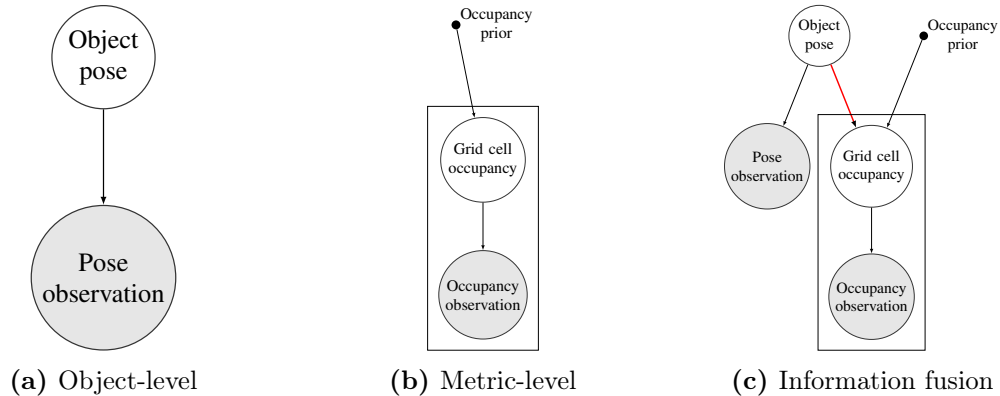 Object
pose
Pose
observation
(a) Object-level
Occupancy
prior
Grid cell
occupancy
Occupancy
observation
(b) Metric-level
Object
pose
Occupancy
prior
Pose
observation
Grid cell
occupancy
Occupancy
observation
(c) Information fusion